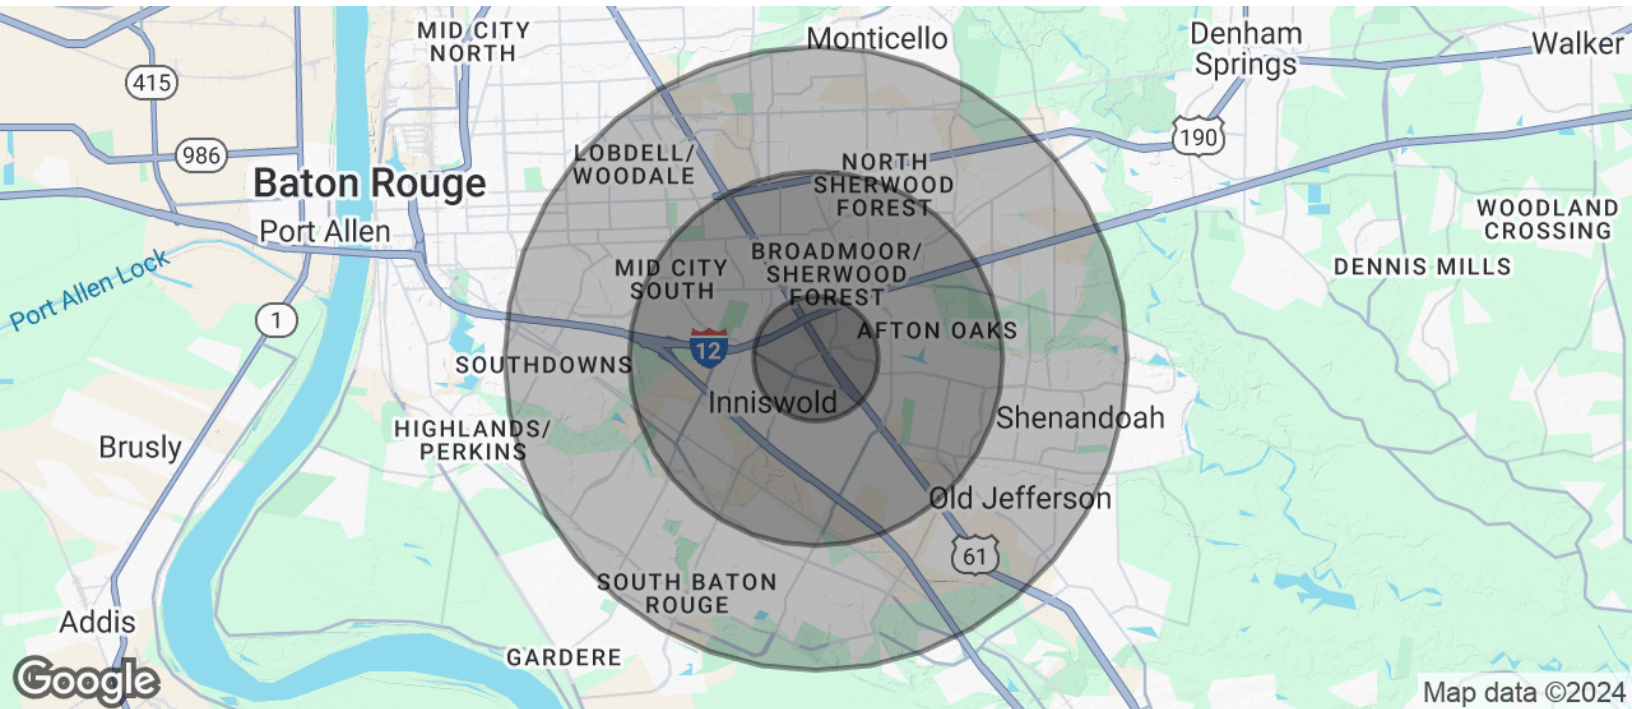 MID CITY
NORTH
Monticello
Denham
Springs
Walker
415
190
986
LOBDELL/
WOODALE
NORTH
SHERWOOD
FOREST
Baton Rouge
Port Allen
WOODLAND
CROSSING
BROADMOOR/
SHERWOOD
FOREST
MID CITY
SOUTH
DENNIS MILLS
Port Allen Lock
1
AFTON OAKS
12
SOUTHDOWNS
Inniswold
Shenandoah
HIGHLANDS/
PERKINS
Brusly
Old Jefferson
61
SOUTH BATON
ROUGE
Addis
GARDERE
Google
Map data ©2024